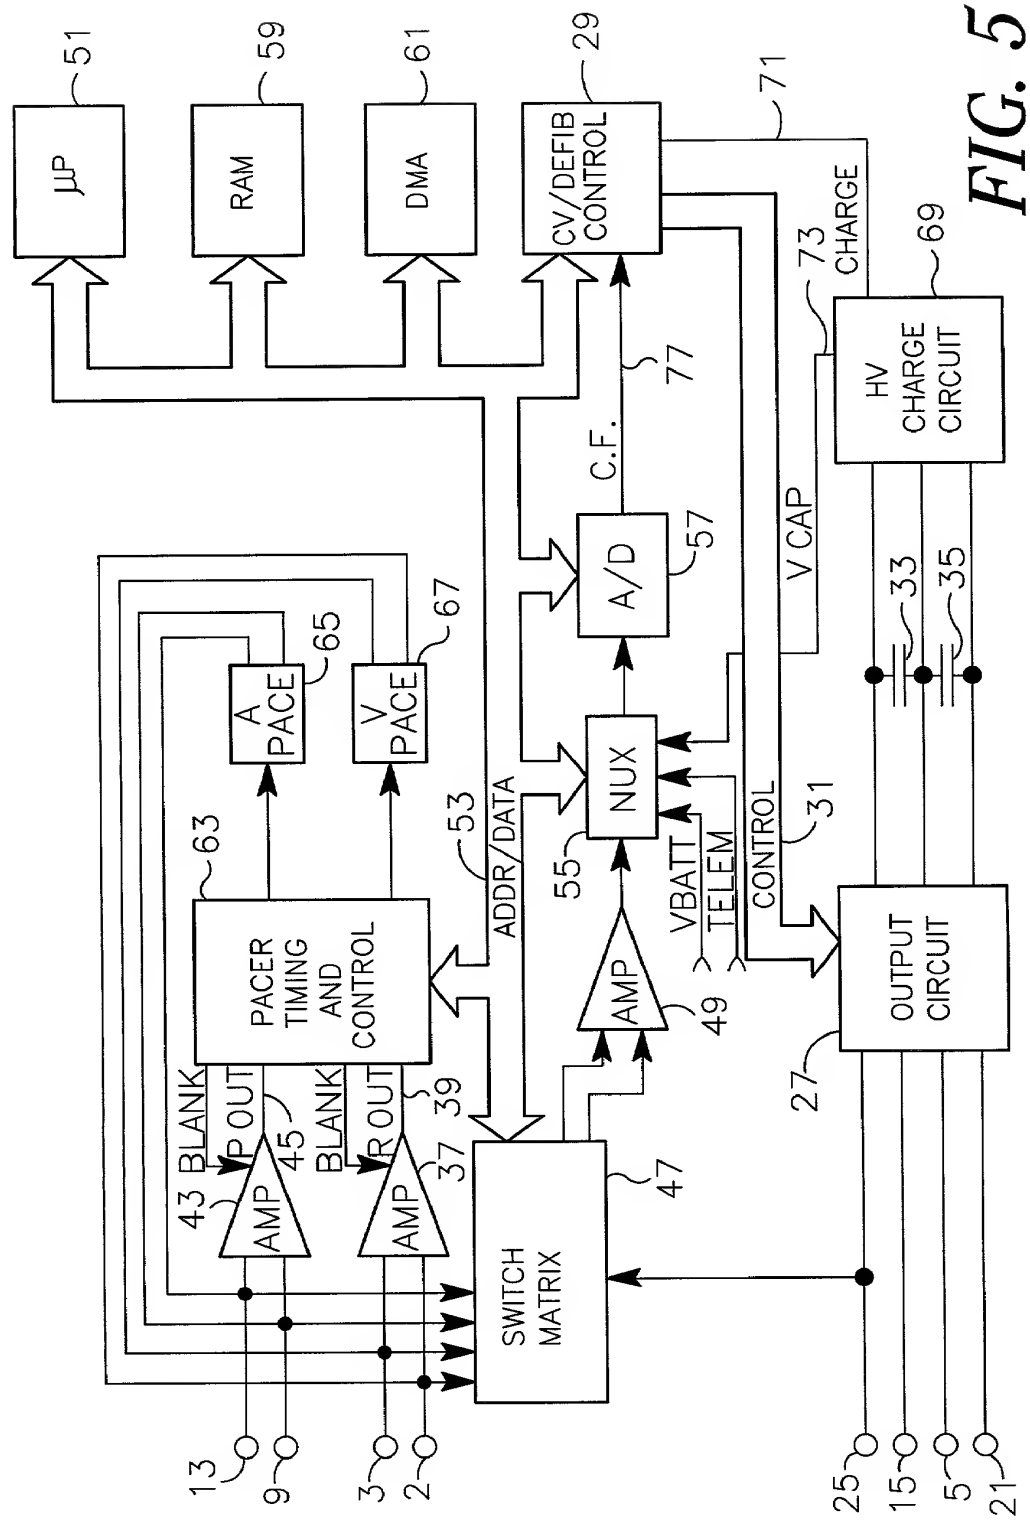 μP
51
RAM
59
DMA
61
CV/DEFIB
CONTROL
29
71
CHARGE
73
HV
CHARGE
CIRCUIT
69
C.F.
77
A/D
57
V CAP
33
35
A
PACE
65
V
PACE
67
PACER
TIMING
AND
CONTROL
63
53
ADDR/DATA
NUX
55
VBATT
TELEM
CONTROL
31
AMP
49
OUTPUT
CIRCUIT
27
BLANK
P OUT
45
BLANK
R OUT
39
AMP
43
AMP
37
SWITCH
MATRIX
47
13
9
3
2
25
15
5
21
FIG. 5